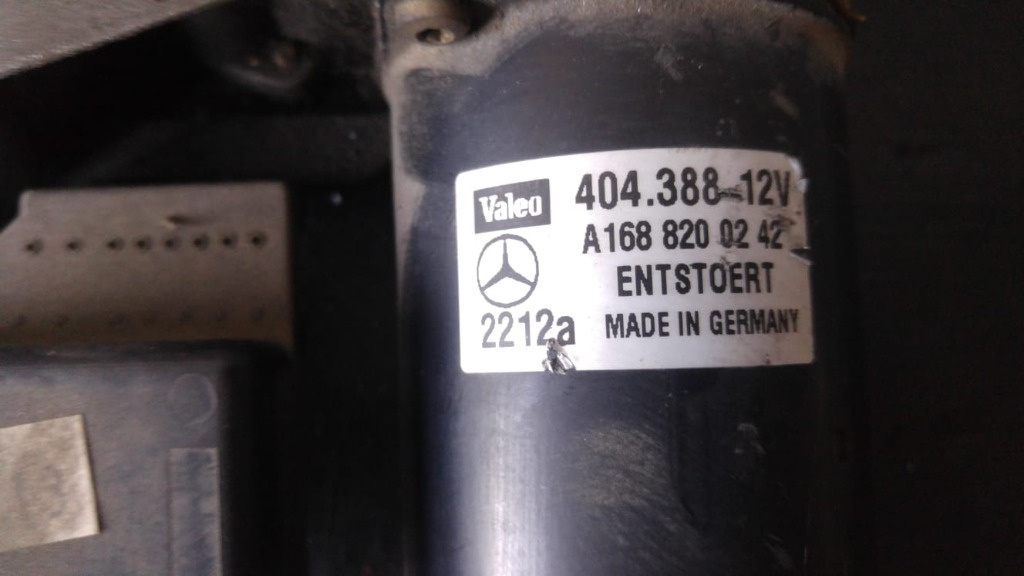 Valeo 404.388 12V
A168 820 02 42
ENTSTOERT
2212a MADE IN GERMANY